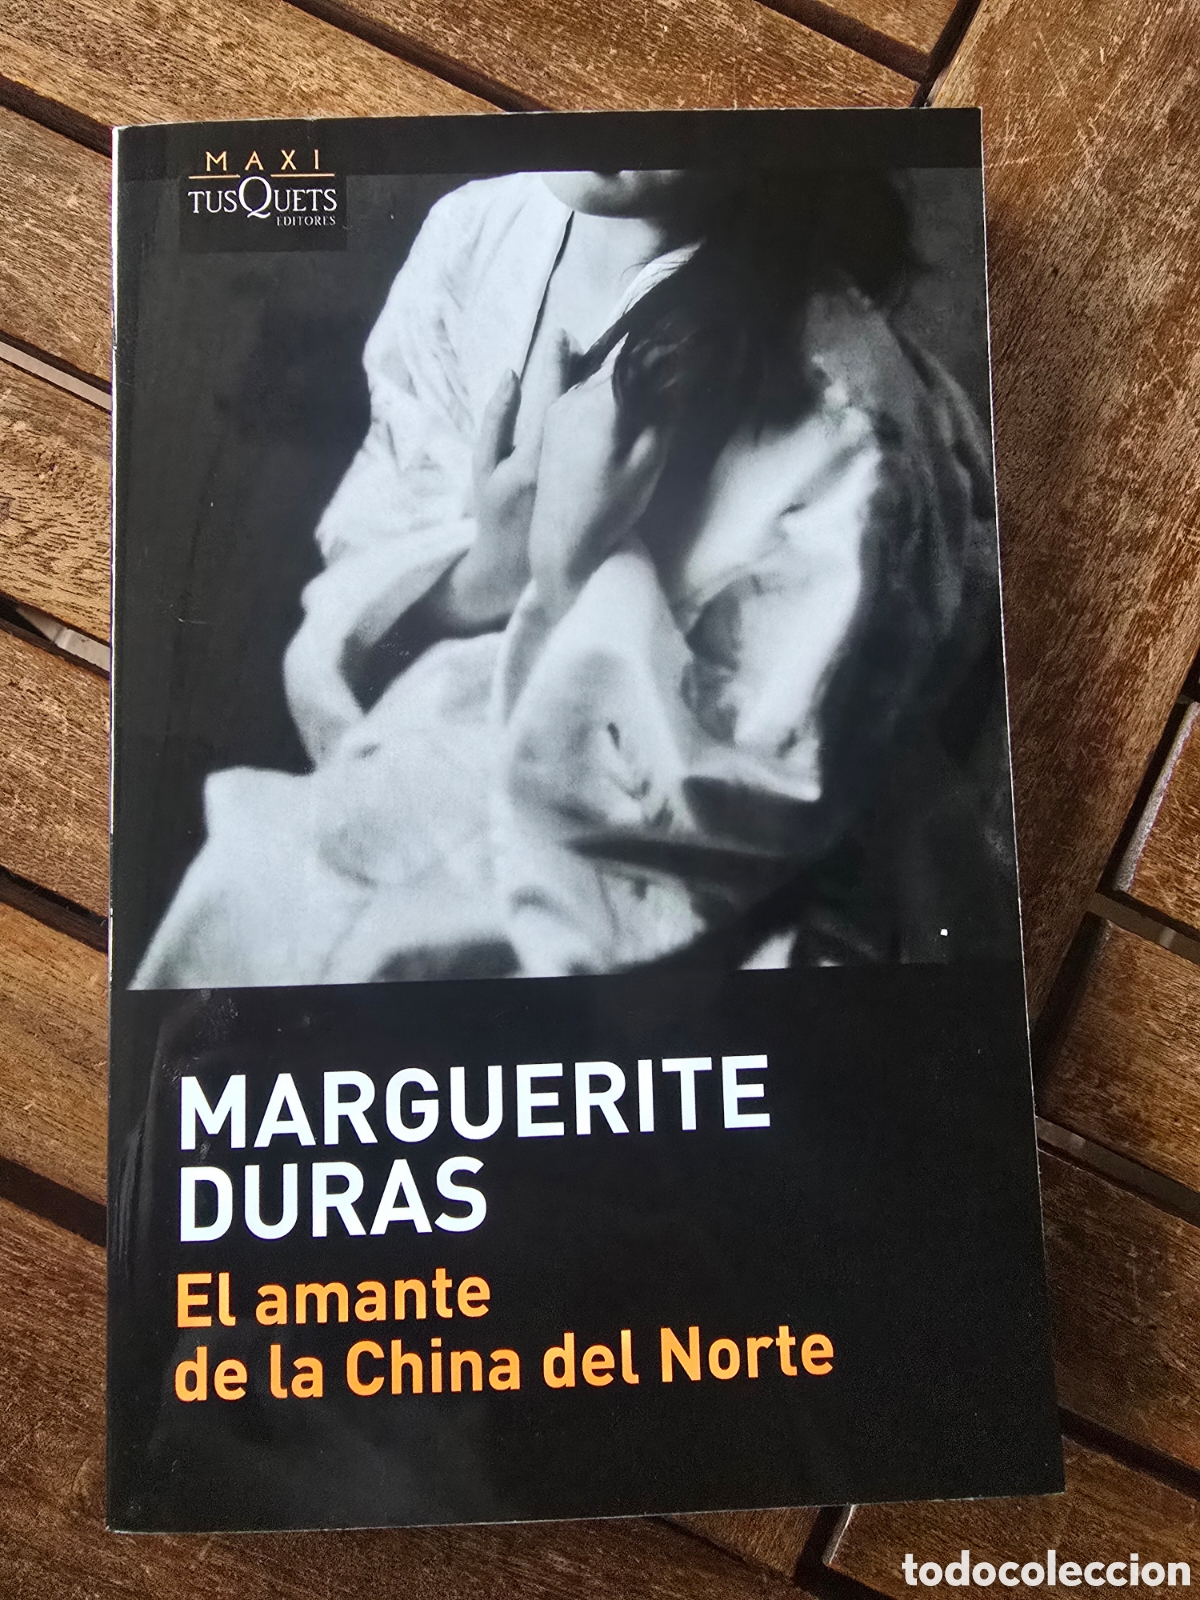 MAXI
TUSQUETS
EDITORES
MARGUERITE
DURAS
El amante
de la China del Norte
todocoleccion